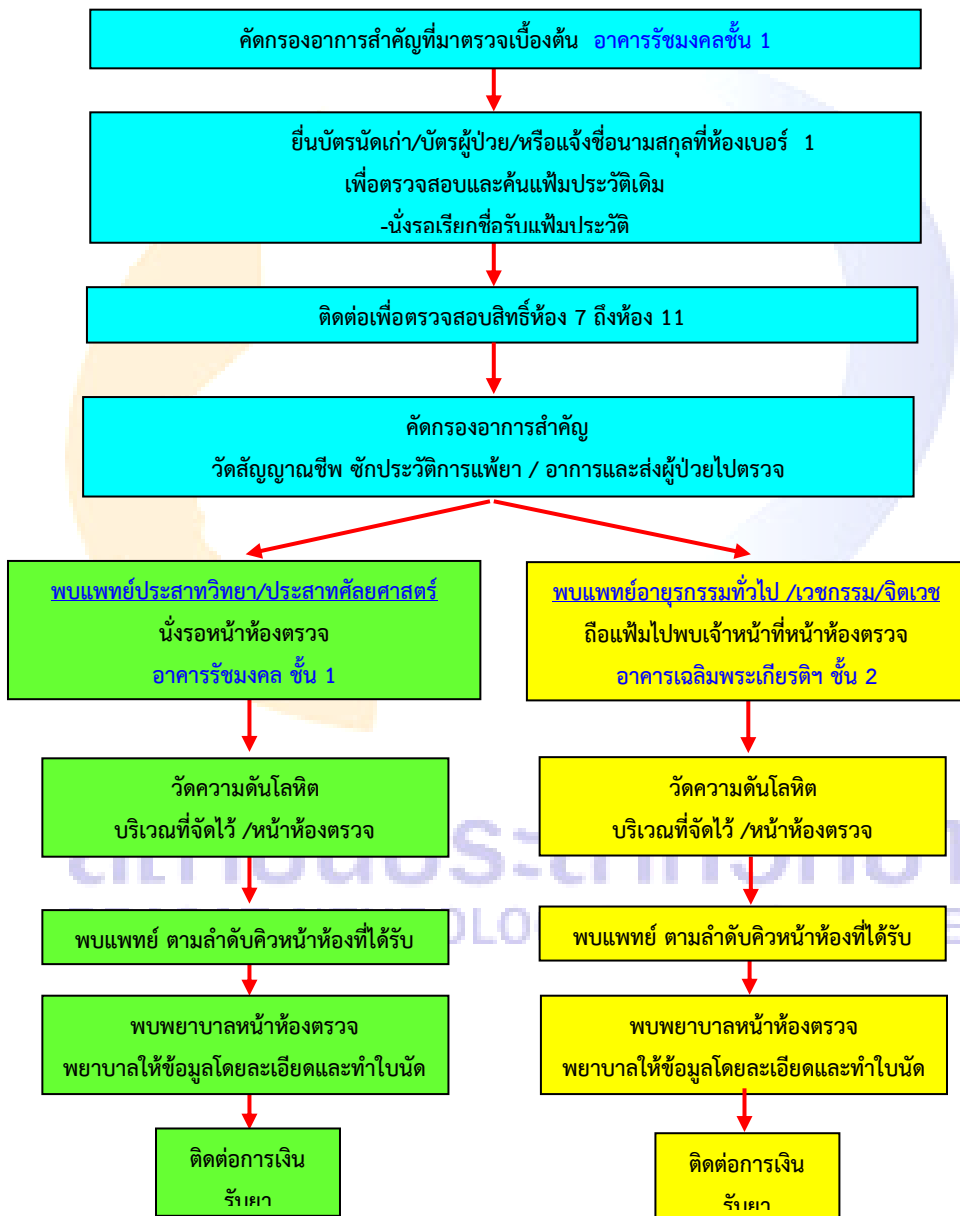 คัดกรองอาการสำคัญที่มาตรวจเบื้องต้น อาคารรัชมงคลชั้น 1
ยื่นบัตรนัดเก่า/บัตรผู้ป่วย/หรือแจ้งชื่อนามสกุลที่ห้องเบอร์ 1
เพื่อตรวจสอบและค้นแฟ้มประวัติเดิม
-นั่งรอเรียกชื่อรับแฟ้มประวัติ
ติดต่อเพื่อตรวจสอบสิทธิ์ห้อง 7 ถึงห้อง 11
คัดกรองอาการสำคัญ
วัดสัญญาณชีพ ซักประวัติการแพ้ยา / อาการและส่งผู้ป่วยไปตรวจ
พบแพทย์ประสาทวิทยา/ประสาทศัลยศาสตร์
นั่งรอหน้าห้องตรวจ
อาคารรัชมงคล ชั้น 1
วัดความดันโลหิต
บริเวณที่จัดไว้ /หน้าห้องตรวจ
พบแพทย์ ตามลำดับคิวหน้าห้องที่ได้รับ
พบพยาบาลหน้าห้องตรวจ
พยาบาลให้ข้อมูลโดยละเอียดและทำใบนัด
ติดต่อการเงิน
รับยา
พบแพทย์อายุรกรรมทั่วไป /เวชกรรม/จิตเวช
ถือแฟ้มไปพบเจ้าหน้าที่หน้าห้องตรวจ
อาคารเฉลิมพระเกียรติฯ ชั้น 2
วัดความดันโลหิต
บริเวณที่จัดไว้ /หน้าห้องตรวจ
พบแพทย์ ตามลำดับคิวหน้าห้องที่ได้รับ
พบพยาบาลหน้าห้องตรวจ
พยาบาลให้ข้อมูลโดยละเอียดและทำใบนัด
ติดต่อการเงิน
รับยา